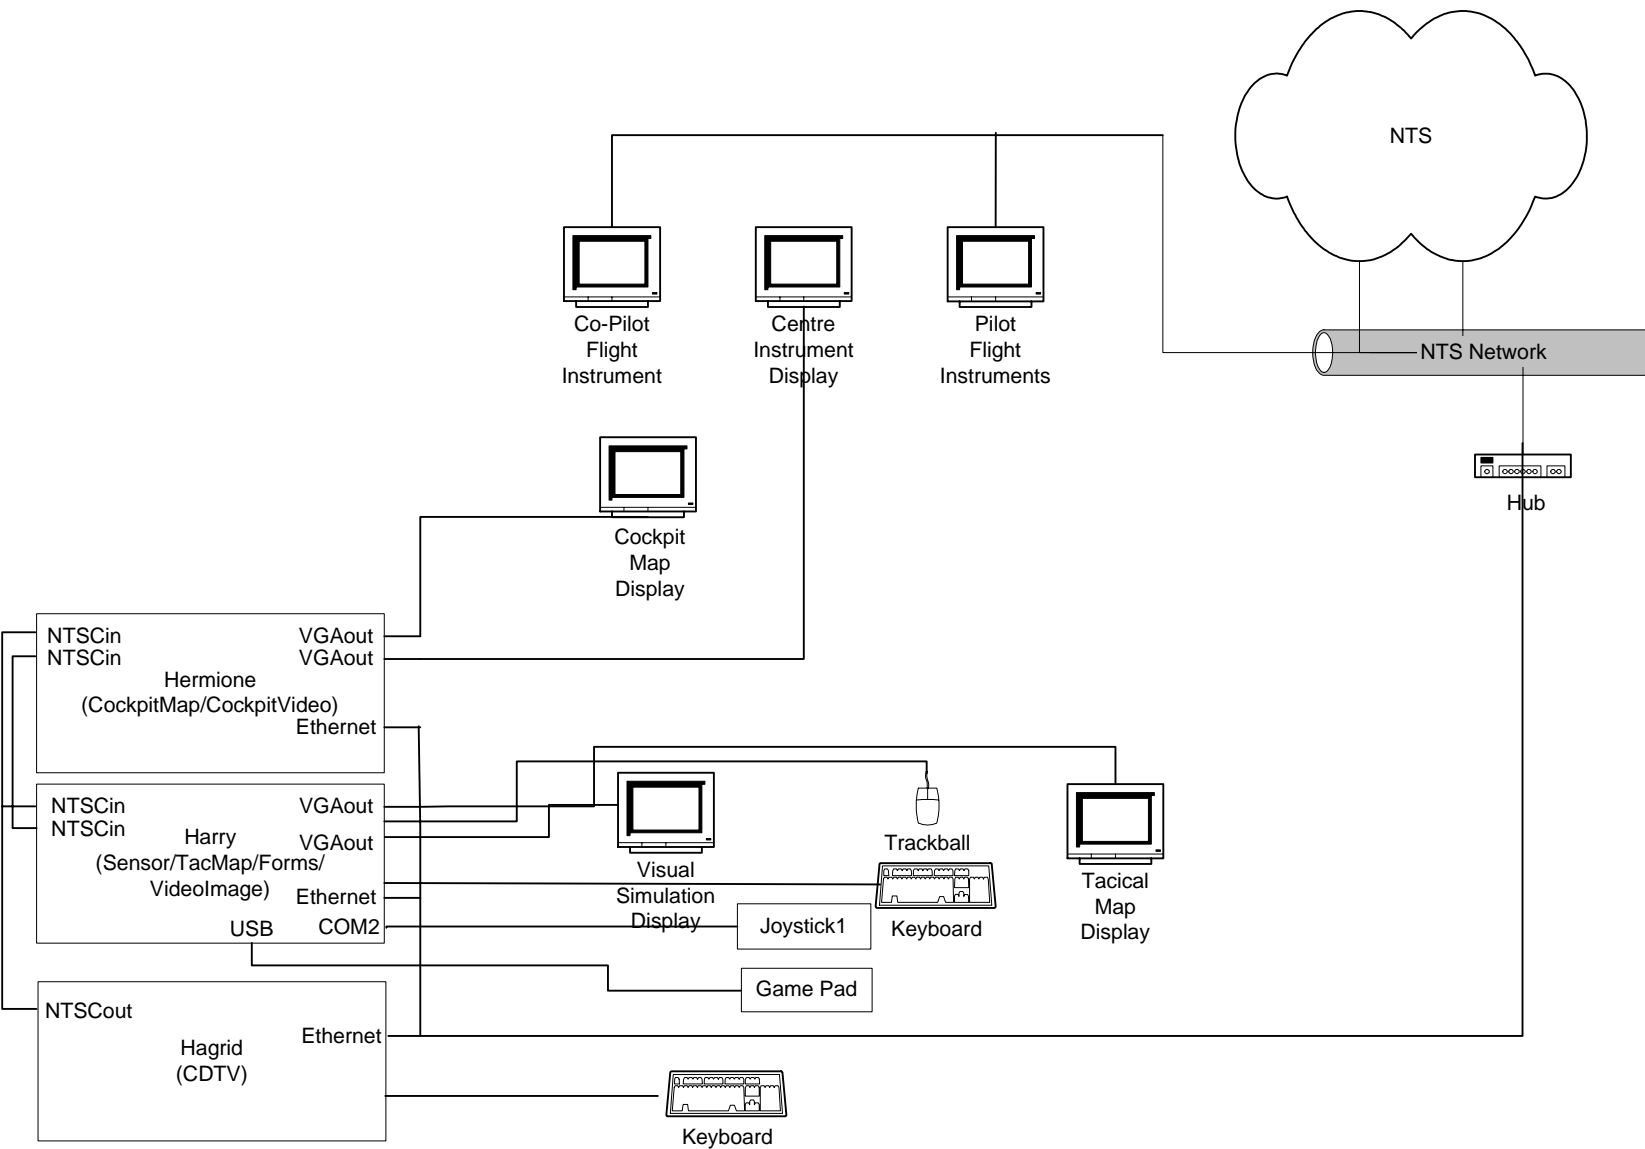 NTS
Co-Pilot
Flight
Instrument
Centre
Instrument
Display
Pilot
Flight
Instruments
NTS Network
Hub
Cockpit
Map
Display
NTSCin
NTSCin
VGAout
VGAout
Hermione
(CockpitMap/CockpitVideo)
Ethernet
NTSCin
NTSCin
VGAout
VGAout
Harry
(Sensor/TacMap/Forms/
VideoImage)
Ethernet
USB
COM2
Visual
Simulation
Display
Trackball
Keyboard
Tacical
Map
Display
Joystick1
Game Pad
NTSCout
Ethernet
Hagrid
(CDTV)
Keyboard